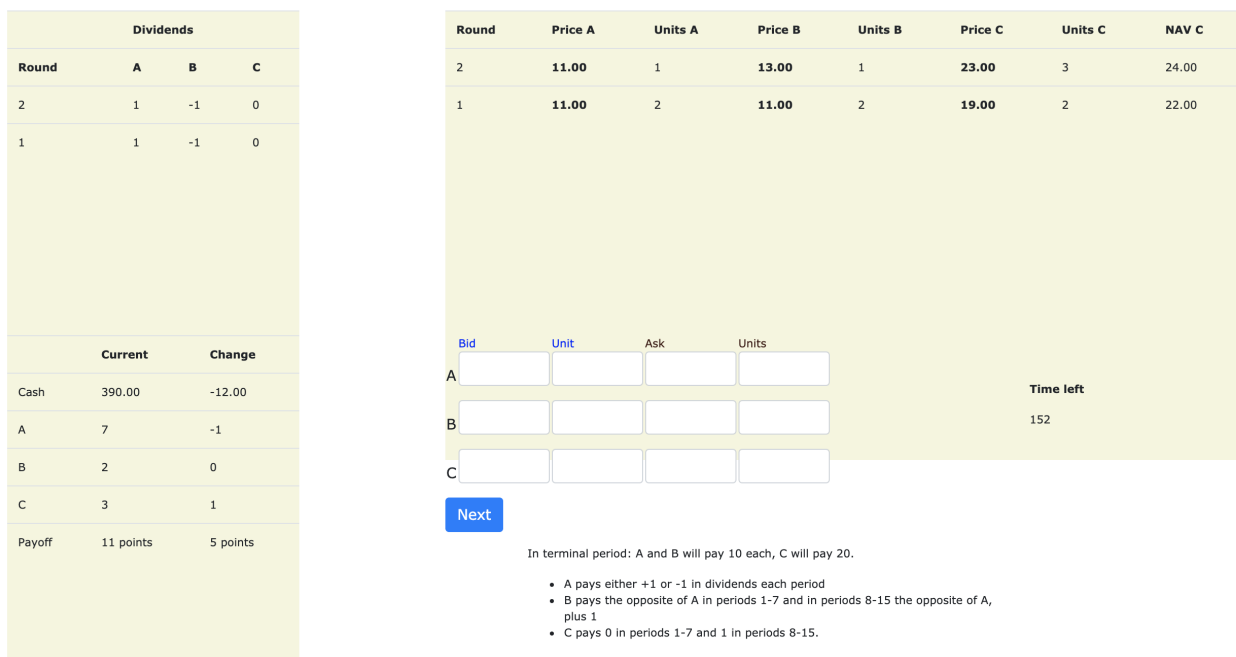 Dividends
Round A B C
2 1 -1 0
1 1 -1 0
Current Change
Cash 390.00 -12.00
A 7 -1
B 2 0
C 3 1
Payoff 11 points 5 points
Round Price A Units A Price B Units B Price C Units C NAV C
2 11.00 1 13.00 1 23.00 3 24.00
1 11.00 2 11.00 2 19.00 2 22.00
Bid Unit Ask Units
A
B
C
Time left
152
Next
In terminal period: A and B will pay 10 each, C will pay 20.
• A pays either +1 or -1 in dividends each period
• B pays the opposite of A in periods 1-7 and in periods 8-15 the opposite of A,
plus 1
• C pays 0 in periods 1-7 and 1 in periods 8-15.